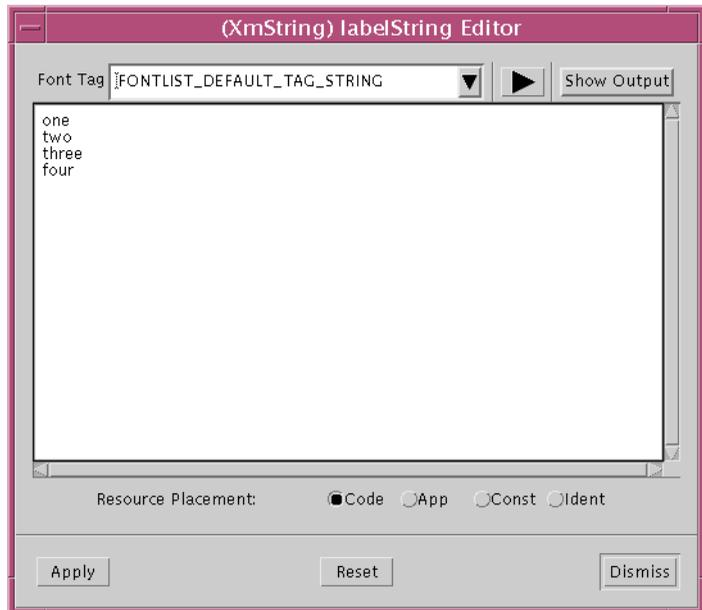 (XmString) labelString Editor
Font Tag FONTLIST_DEFAULT_TAG_STRING Show Output
one
two
three
four
Resource Placement: Code App Const Ident
Apply Reset Dismiss